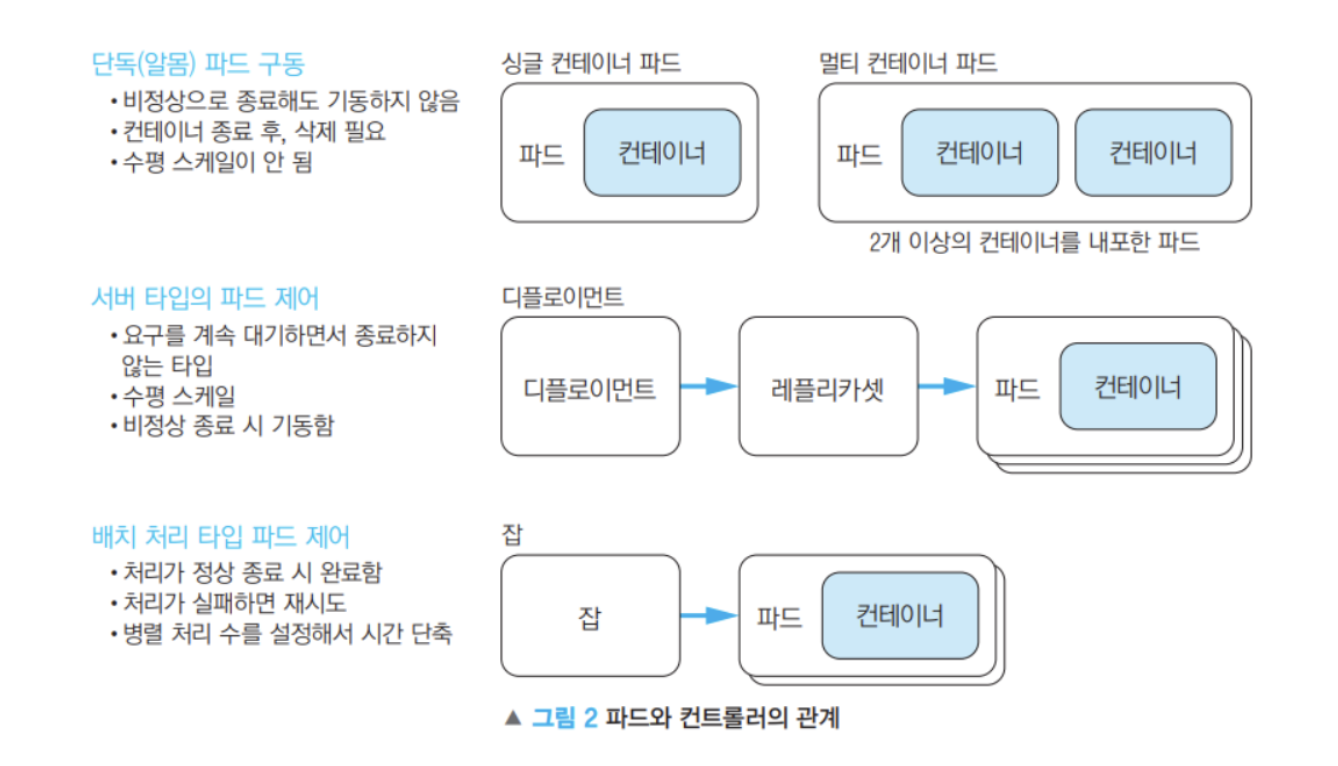 단독(알몸) 파드 구동
• 비정상으로 종료해도 기동하지 않음
• 컨테이너 종료 후, 삭제 필요
• 수평 스케일이 안 됨
싱글 컨테이너 파드
파드
컨테이너
멀티 컨테이너 파드
파드
컨테이너
컨테이너
2개 이상의 컨테이너를 내포한 파드
서버 타입의 파드 제어
• 요구를 계속 대기하면서 종료하지
않는 타입
• 수평 스케일
• 비정상 종료 시 기동함
디플로이먼트
디플로이먼트
레플리카셋
파드
컨테이너
배치 처리 타입 파드 제어
• 처리가 정상 종료 시 완료함
• 처리가 실패하면 재시도
• 병렬 처리 수를 설정해서 시간 단축
잡
잡
파드
컨테이너
▲ 그림 2 파드와 컨트롤러의 관계